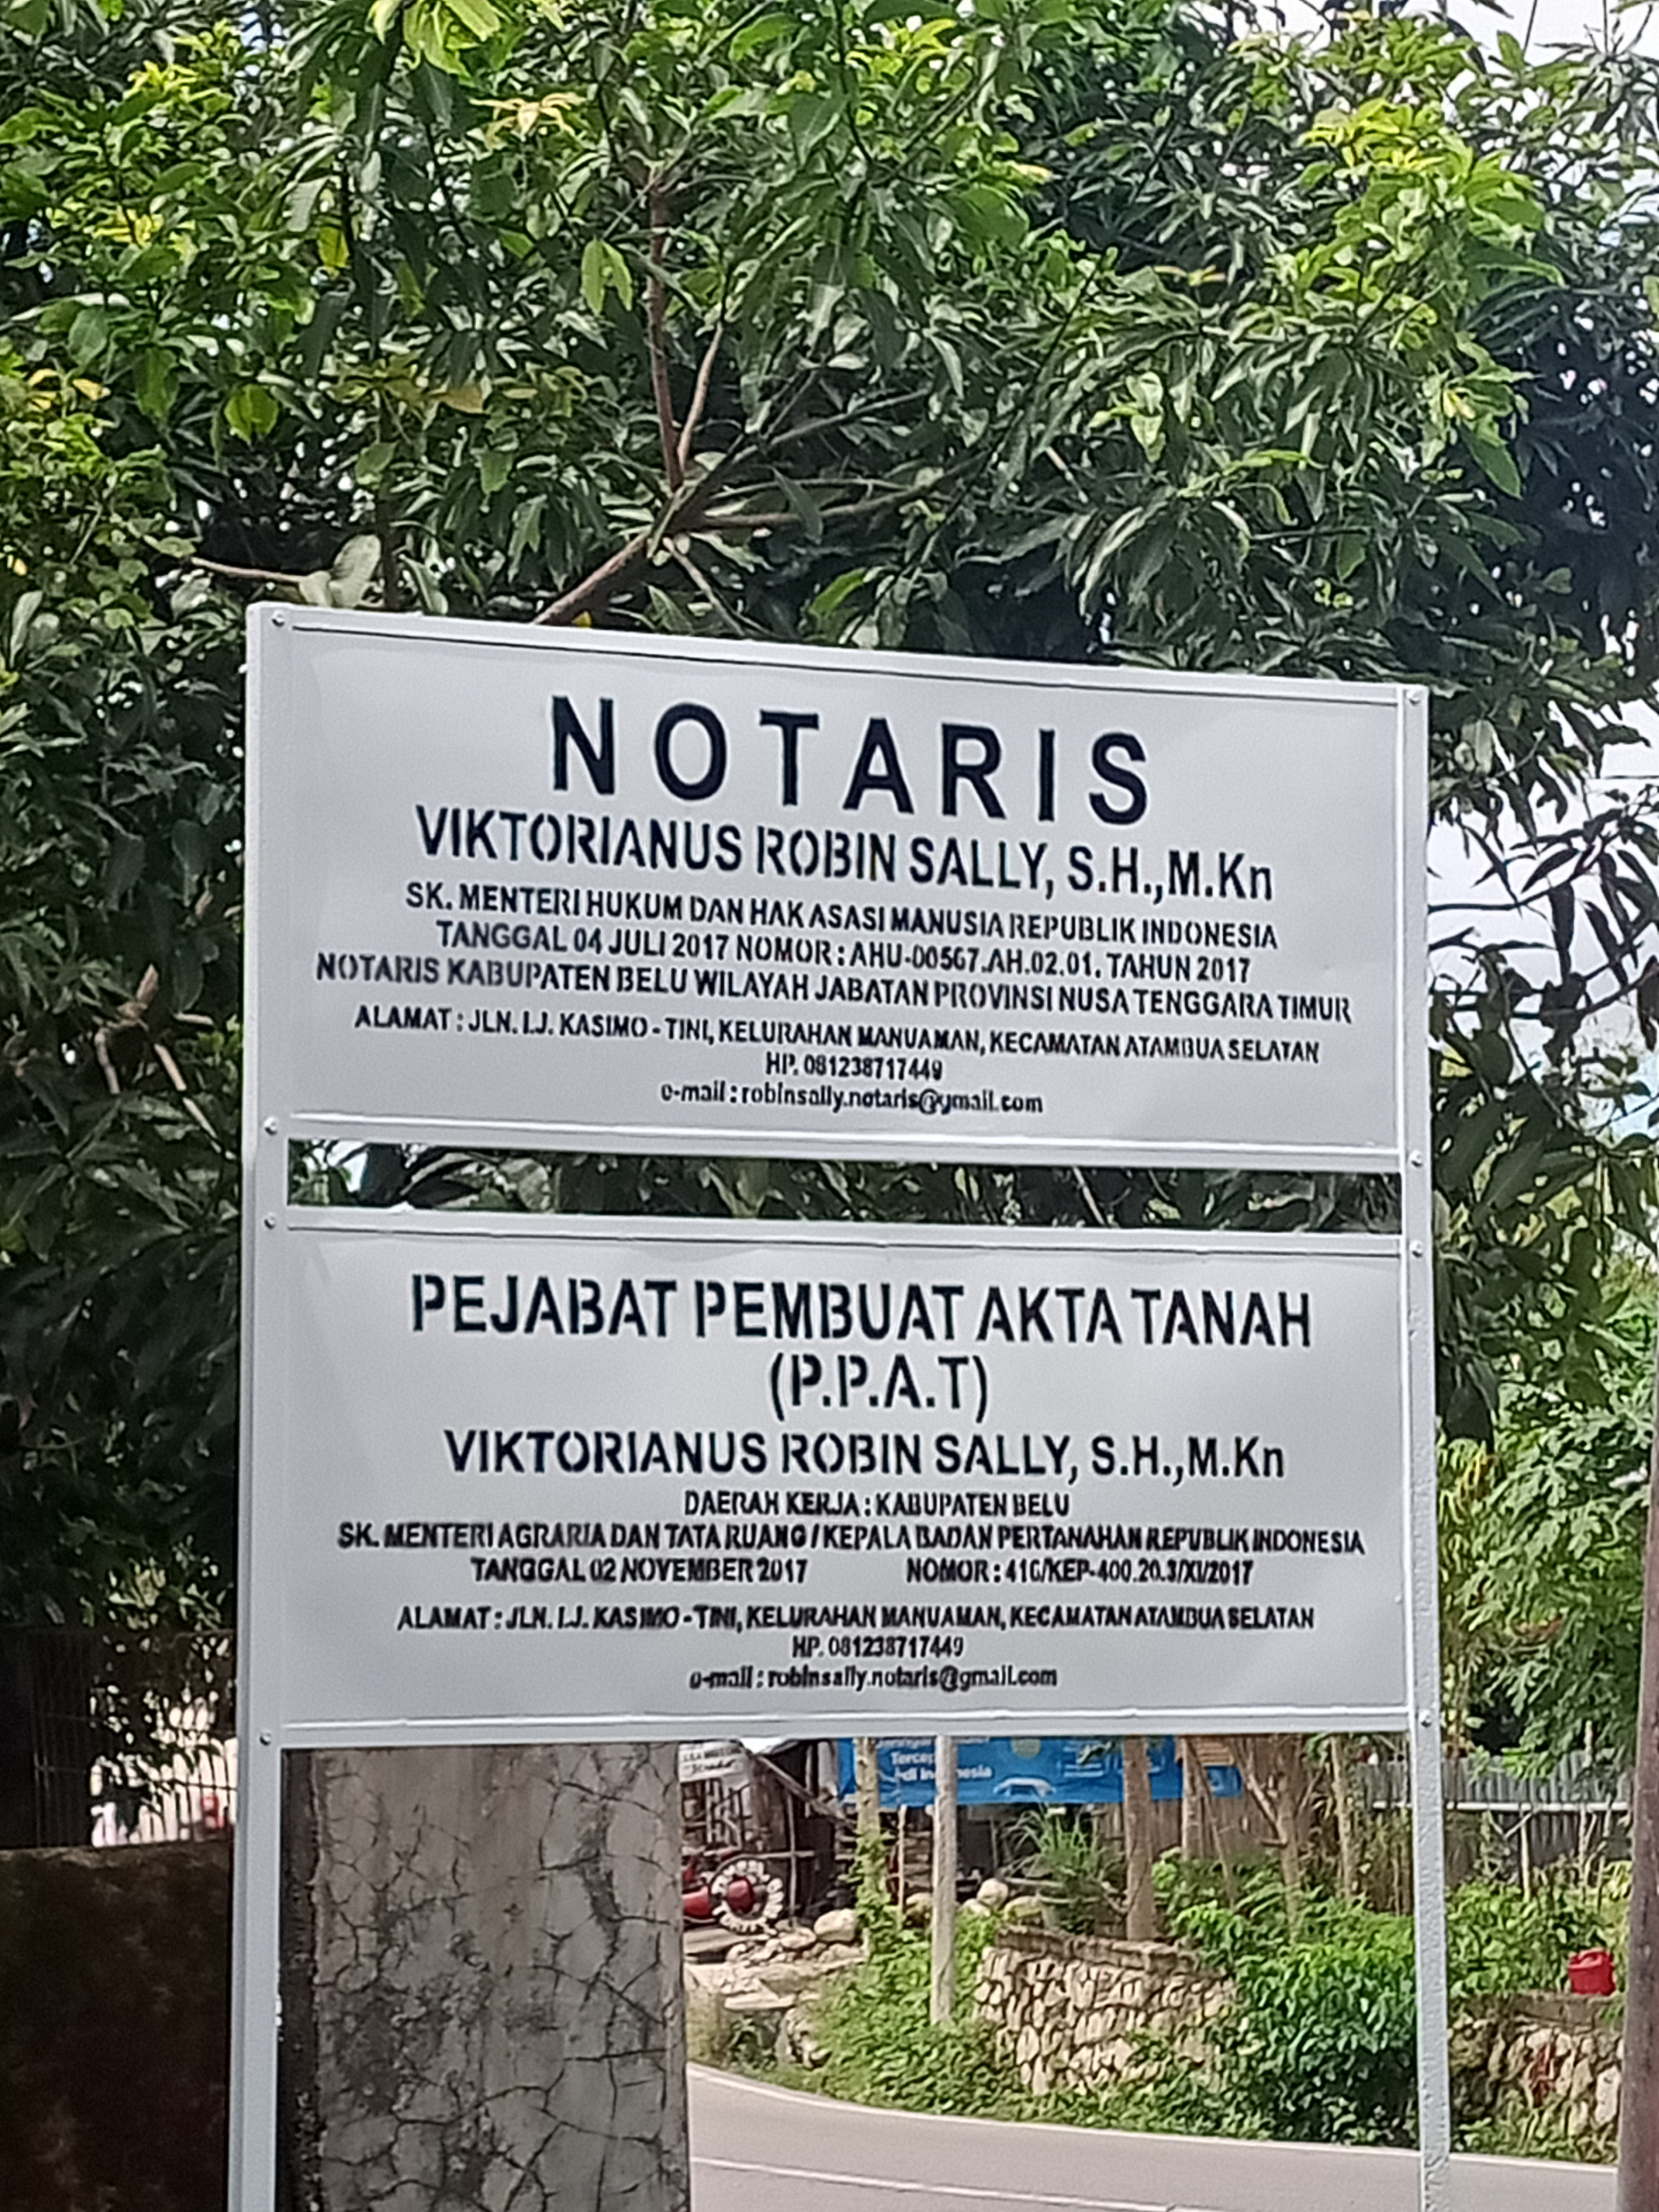 NOTARIS
VIKTORIANUS ROBIN SALLY, S.H.,M.Kn
SK. MENTERI HUKUM DAN HAK ASASI MANUSIA REPUBLIK INDONESIA
TANGGAL 04 JULI 2017 NOMOR : AHU-00567.AH.02.01. TAHUN 2017
NOTARIS KABUPATEN BELU WILAYAH JABATAN PROVINSI NUSA TENGGARA TIMUR
ALAMAT : JLN. I.J. KASIMO - TINI, KELURAHAN MANUAMAN, KECAMATAN ATAMBUA SELATAN
HP. 081238717449
e-mail : robinsally.notaris@gmail.com
PEJABAT PEMBUAT AKTA TANAH
(P.P.A.T)
VIKTORIANUS ROBIN SALLY, S.H.,M.Kn
DAERAH KERJA : KABUPATEN BELU
SK. MENTERI AGRARIA DAN TATA RUANG / KEPALA BADAN PERTANAHAN REPUBLIK INDONESIA
TANGGAL 02 NOVEMBER 2017 NOMOR : 416/KEP-400.20.3/XI/2017
ALAMAT : JLN. I.J. KASIMO - TINI, KELURAHAN MANUAMAN, KECAMATAN ATAMBUA SELATAN
HP. 081238717449
e-mail : robinsally.notaris@gmail.com